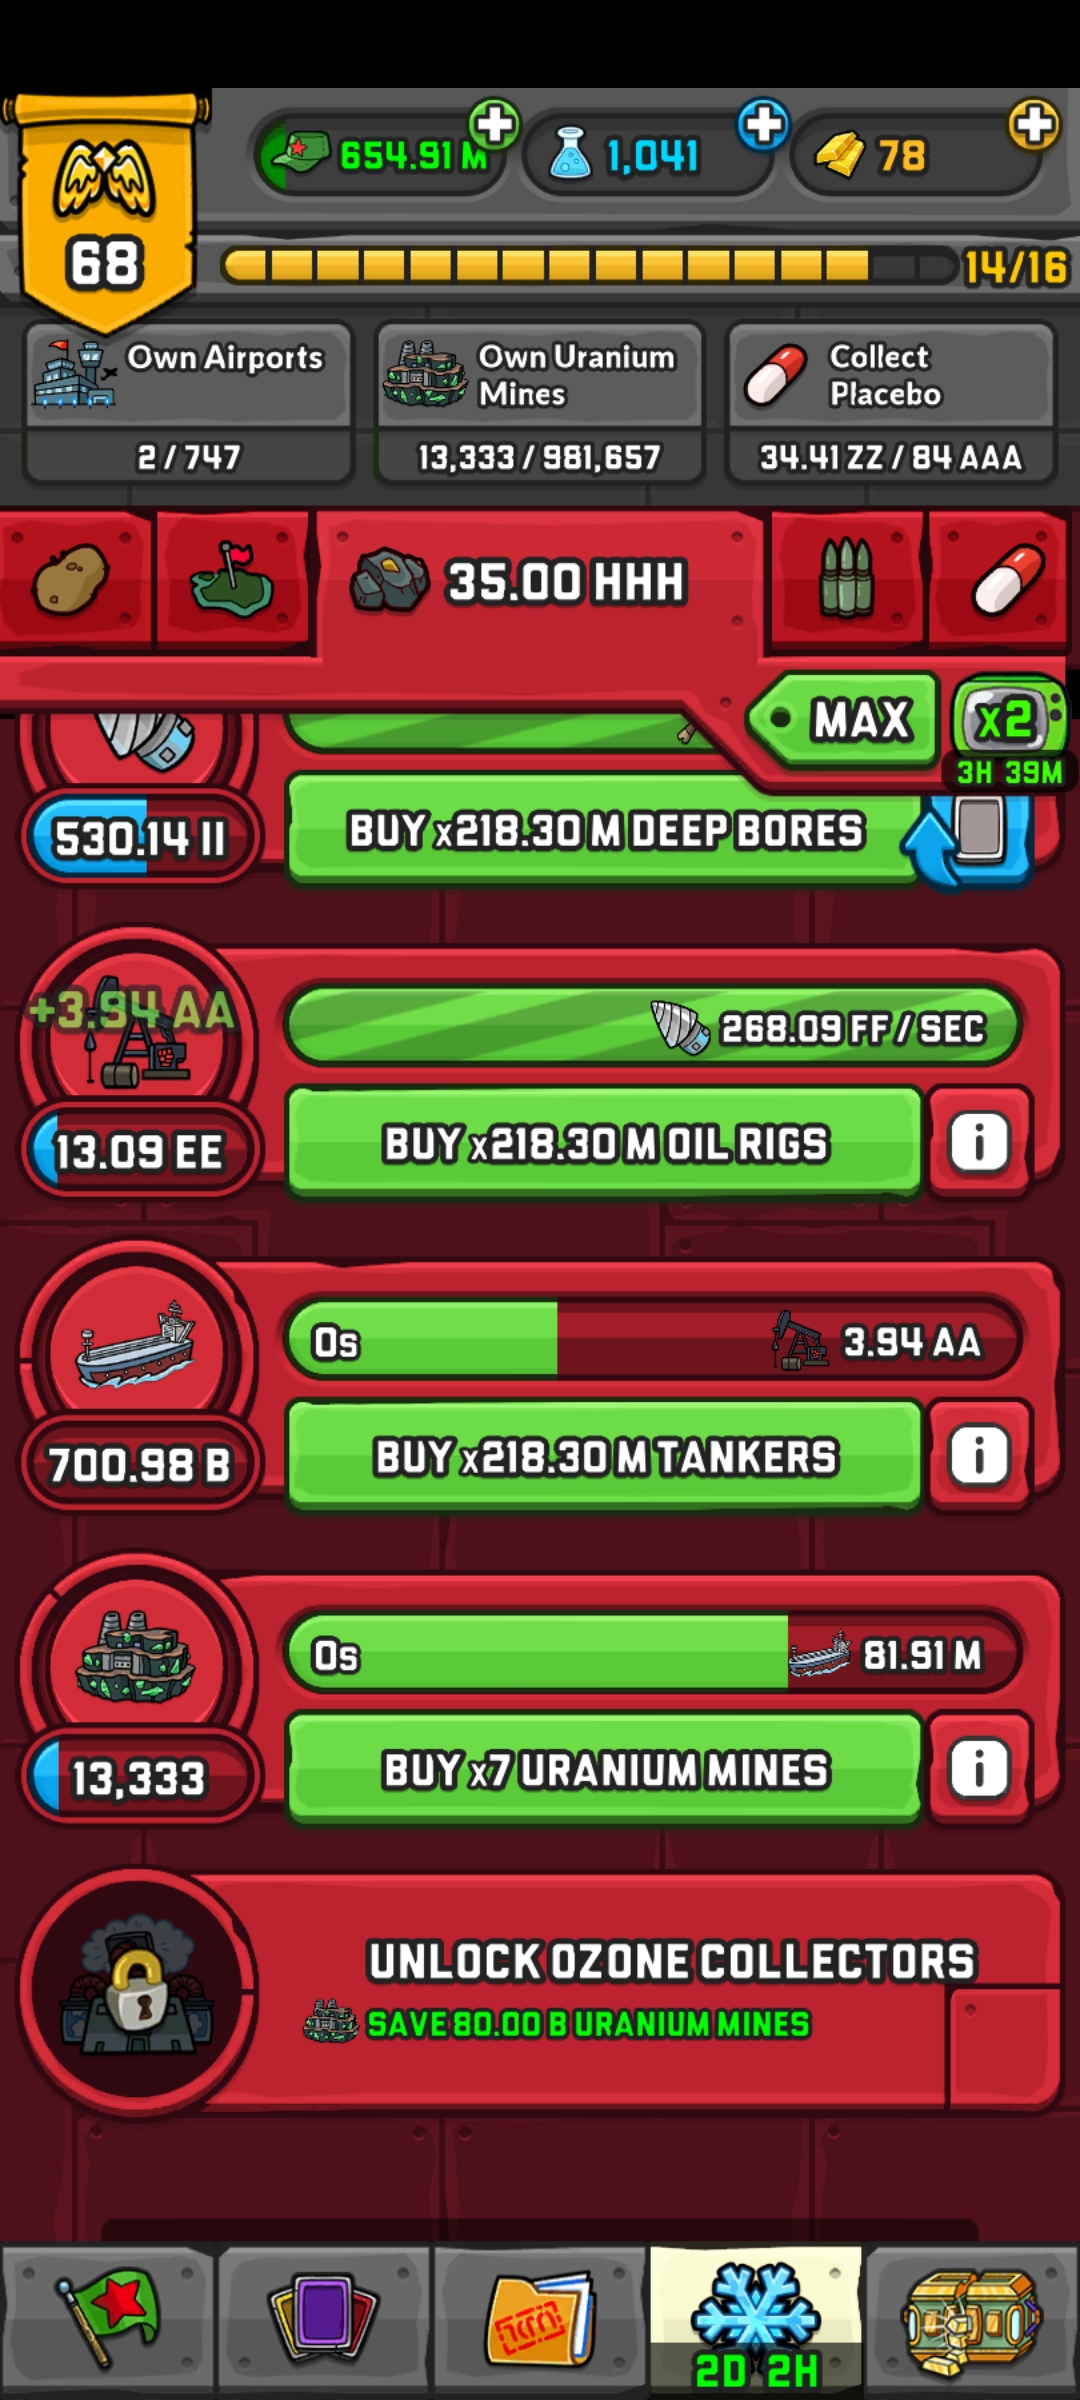 654.91 M
1,041
78
68
14/16
Own Airports
2 / 747
Own Uranium
Mines
13,333 / 981,657
Collect
Placebo
34.41 ZZ / 84 AAA
35.00 HHH
MAX
x2
3H 39M
530.14 II
BUY x218.30 M DEEP BORES
+3.94 AA
268.09 FF / SEC
13.09 EE
BUY x218.30 M OIL RIGS
0s
3.94 AA
700.98 B
BUY x218.30 M TANKERS
0s
81.91 M
13,333
BUY x7 URANIUM MINES
UNLOCK OZONE COLLECTORS
SAVE 80.00 B URANIUM MINES
2D 2H